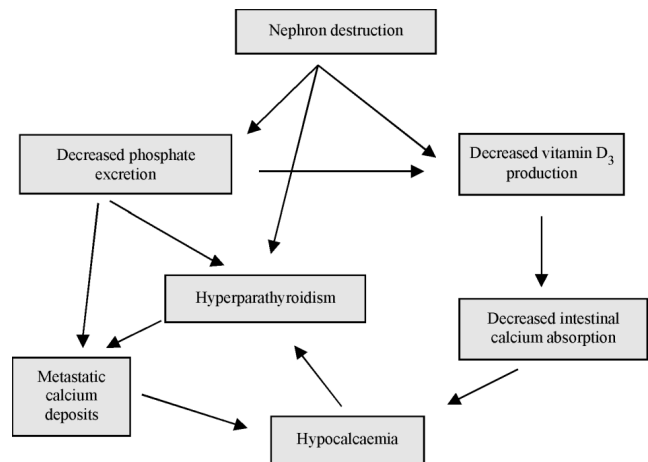 Nephron destruction
Decreased phosphate
excretion
Decreased vitamin D3
production
Hyperparathyroidism
Decreased intestinal
calcium absorption
Metastatic
calcium
deposits
Hypocalcaemia